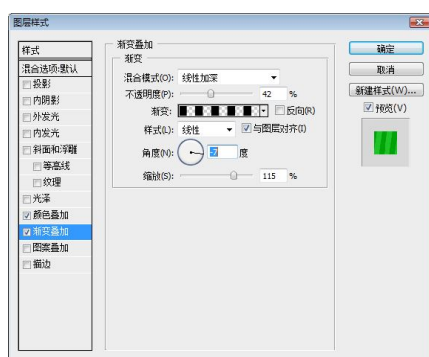 图层样式
样式
混合选项:默认
投影
内阴影
外发光
内发光
斜面和浮雕
等高线
纹理
光泽
颜色叠加
渐变叠加
图案叠加
描边
渐变叠加
渐变
混合模式(O): 线性加深
不透明度(P): 42 %
渐变: 反向(R)
样式(L): 线性 与图层对齐(I)
角度(N): -7 度
缩放(S): 115 %
确定
取消
新建样式(W)...
预览(V)